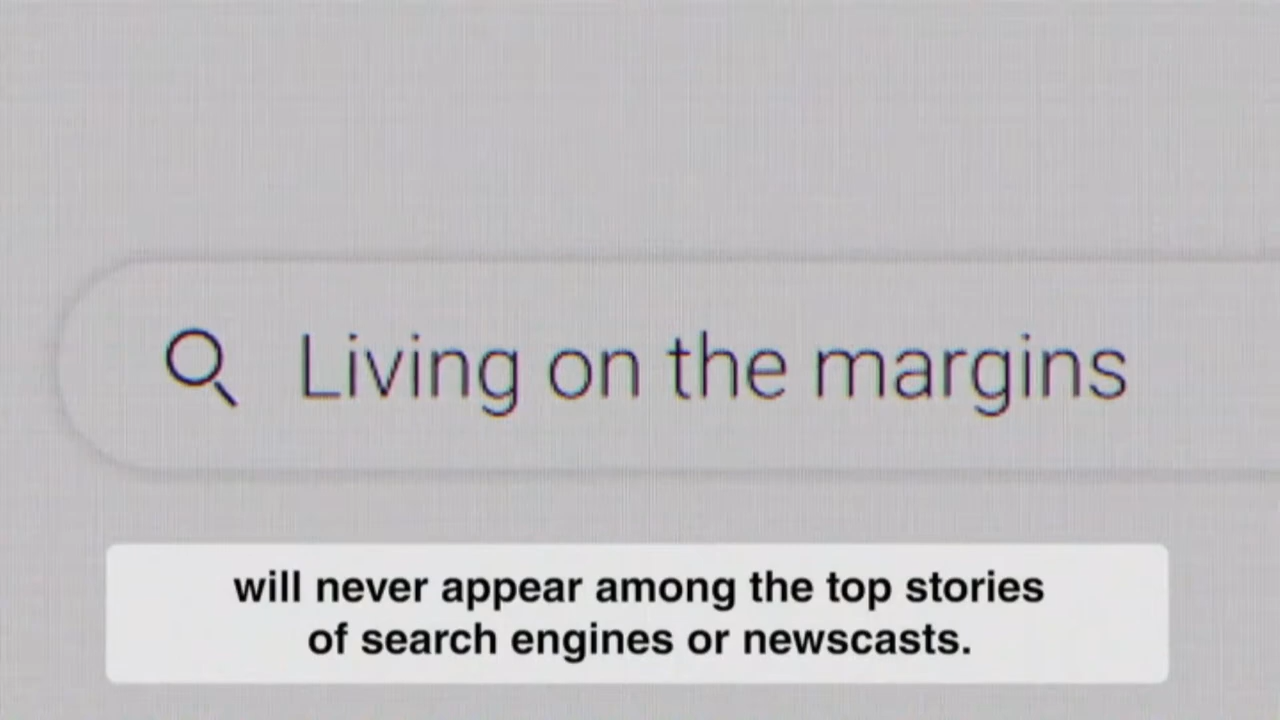 Living on the margins
will never appear among the top stories
of search engines or newscasts.